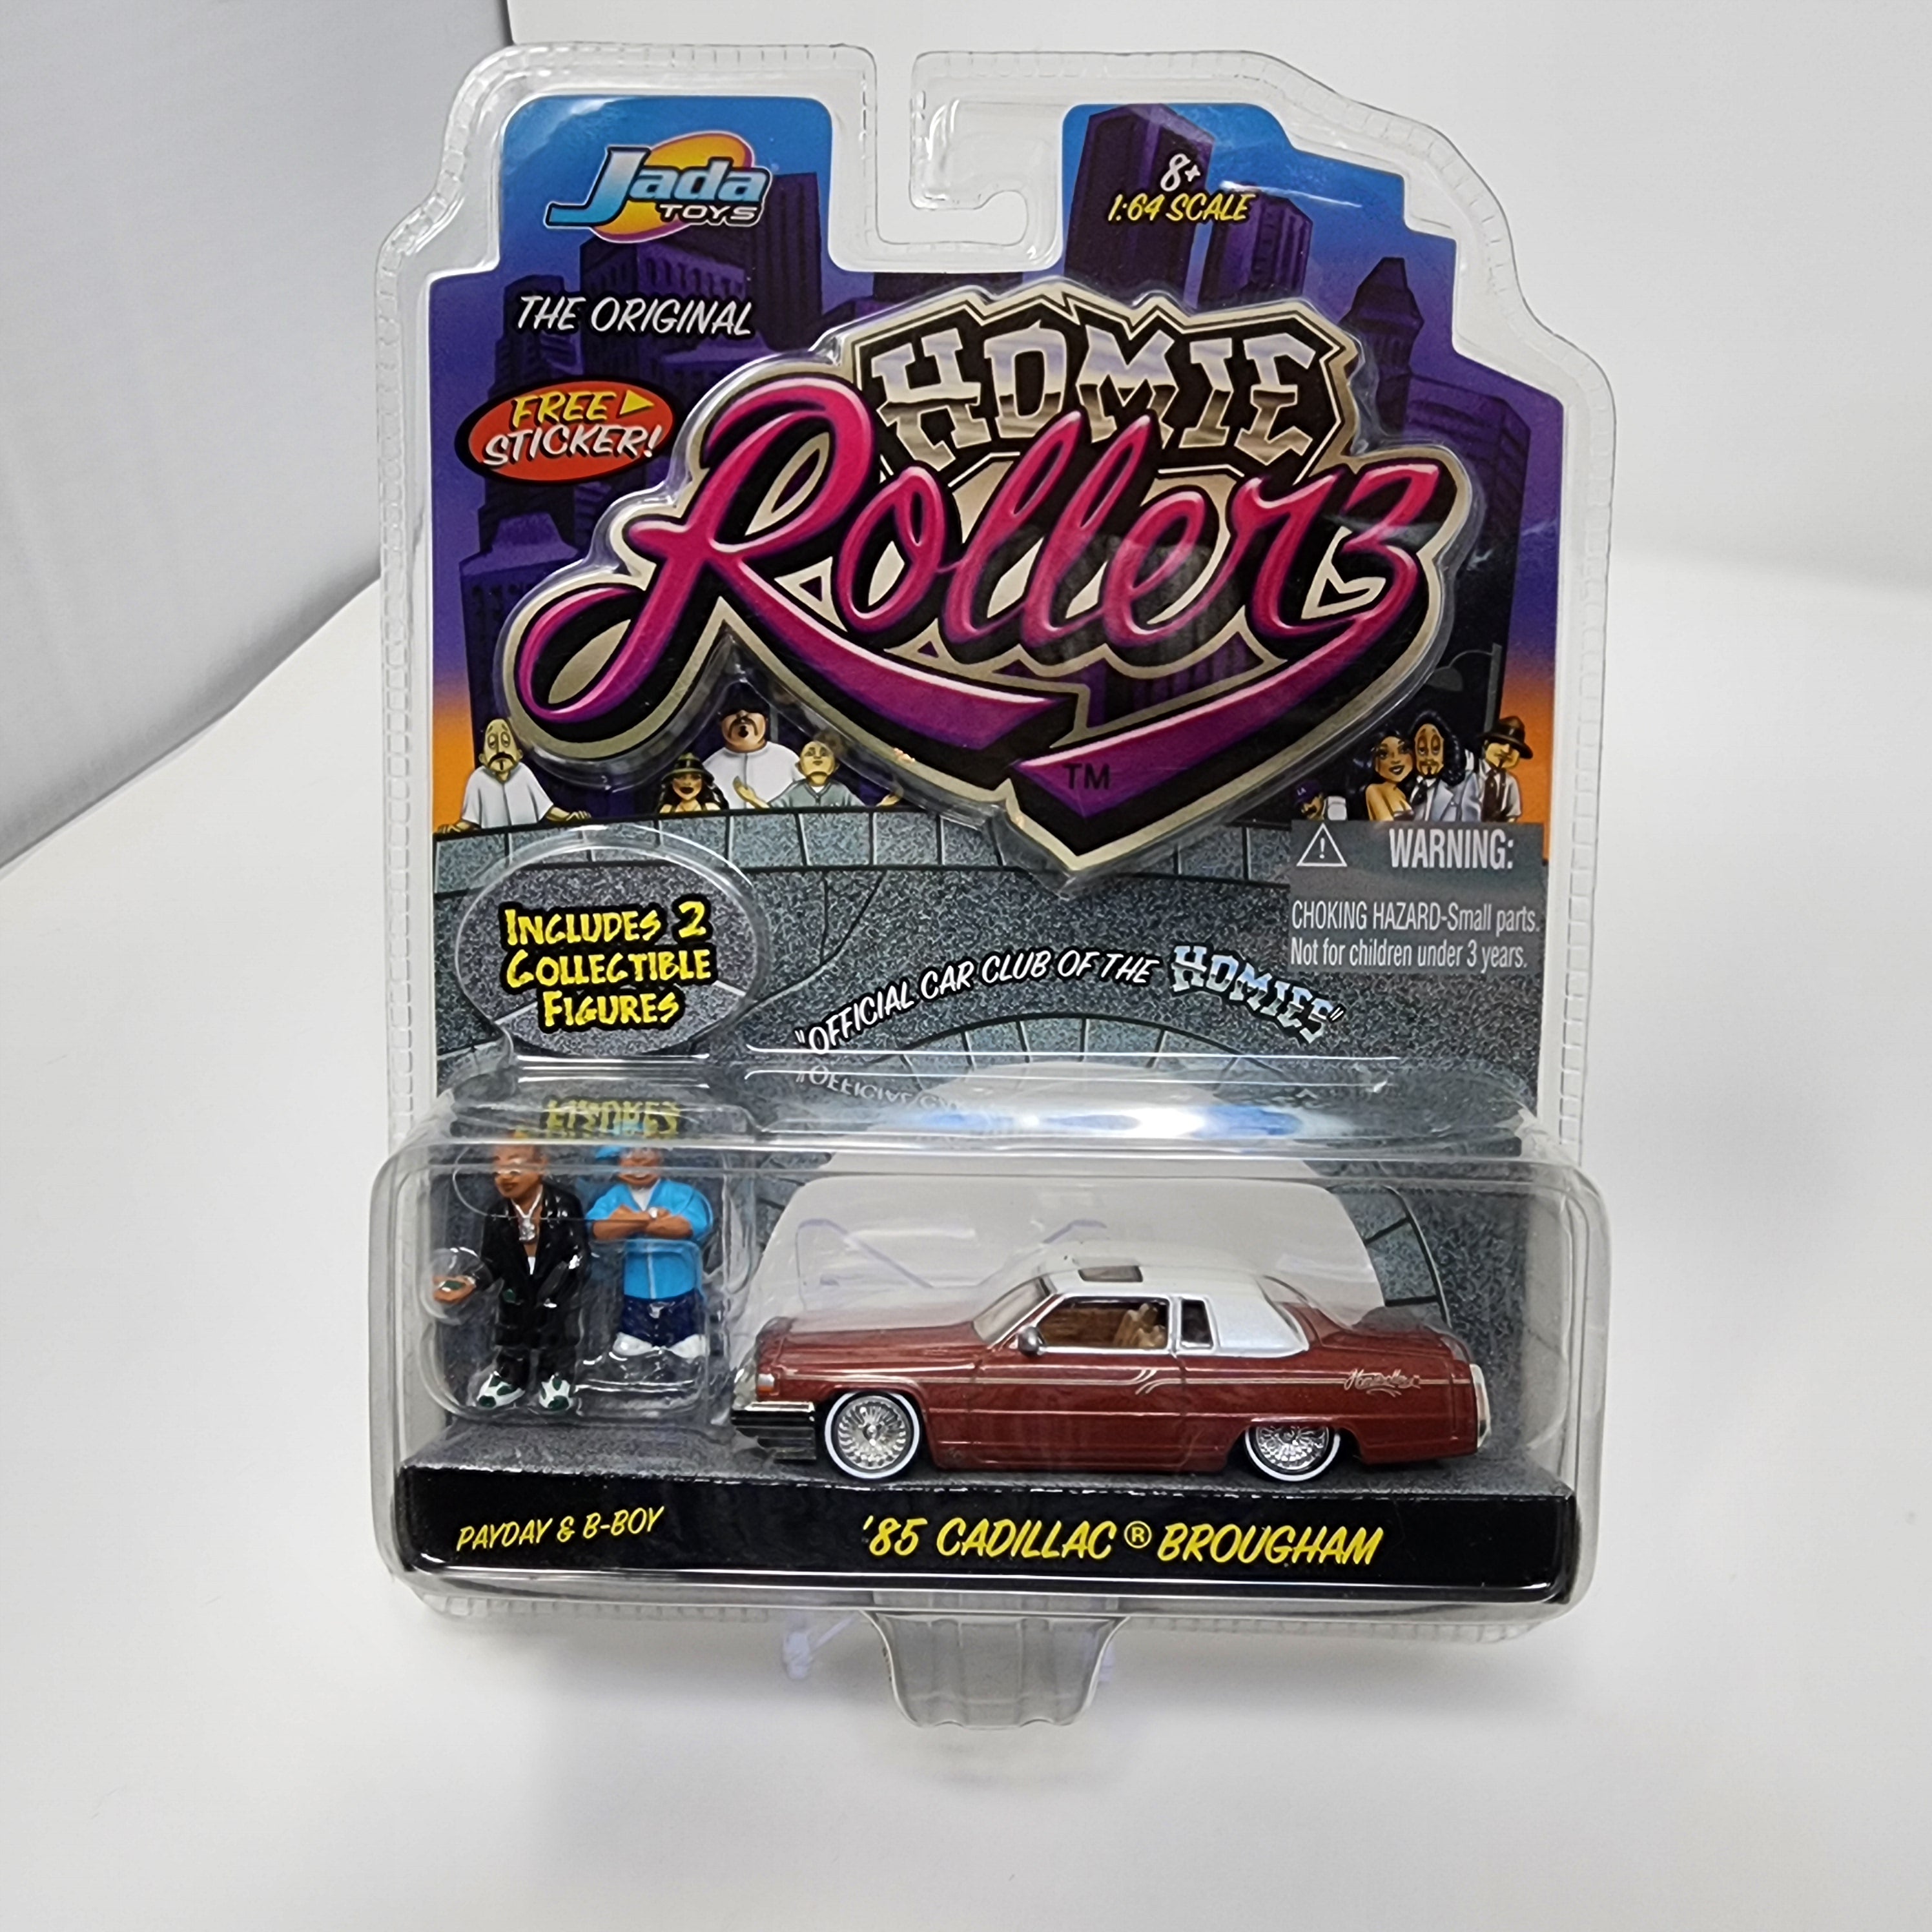 Jada
TOYS
8+
1:64 SCALE
THE ORIGINAL
HOMIE
Rollerz
TM
FREE
STICKER!
WARNING:
CHOKING HAZARD-Small parts.
Not for children under 3 years.
INCLUDES 2
COLLECTIBLE
FIGURES
"OFFICIAL CAR CLUB OF THE HOMIES"
PAYDAY & B-BOY
'85 CADILLAC® BROUGHAM